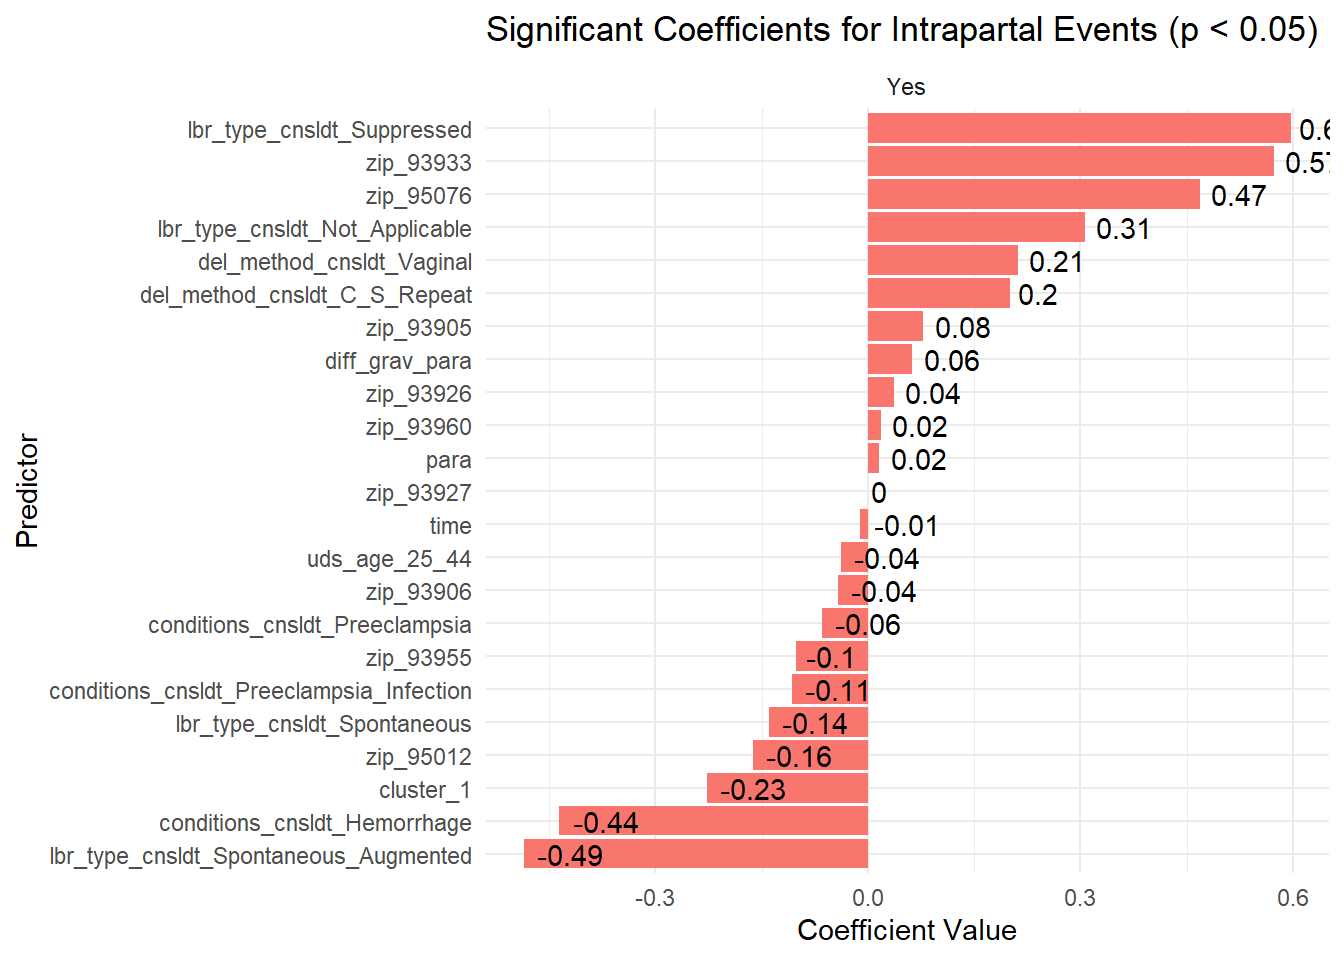 Significant Coefficients for Intrapartal Events (p < 0.05)
Yes
lbr_type_cnsldt_Suppressed 0.6
zip_93933 0.57
zip_95076 0.47
lbr_type_cnsldt_Not_Applicable 0.31
del_method_cnsldt_Vaginal 0.21
del_method_cnsldt_C_S_Repeat 0.2
zip_93905 0.08
diff_grav_para 0.06
zip_93926 0.04
zip_93960 0.02
para 0.02
zip_93927 0
time -0.01
uds_age_25_44 -0.04
zip_93906 -0.04
conditions_cnsldt_Preeclampsia -0.06
zip_93955 -0.1
conditions_cnsldt_Preeclampsia_Infection -0.11
lbr_type_cnsldt_Spontaneous -0.14
zip_95012 -0.16
cluster_1 -0.23
conditions_cnsldt_Hemorrhage -0.44
lbr_type_cnsldt_Spontaneous_Augmented -0.49
Predictor
-0.3 0.0 0.3 0.6
Coefficient Value